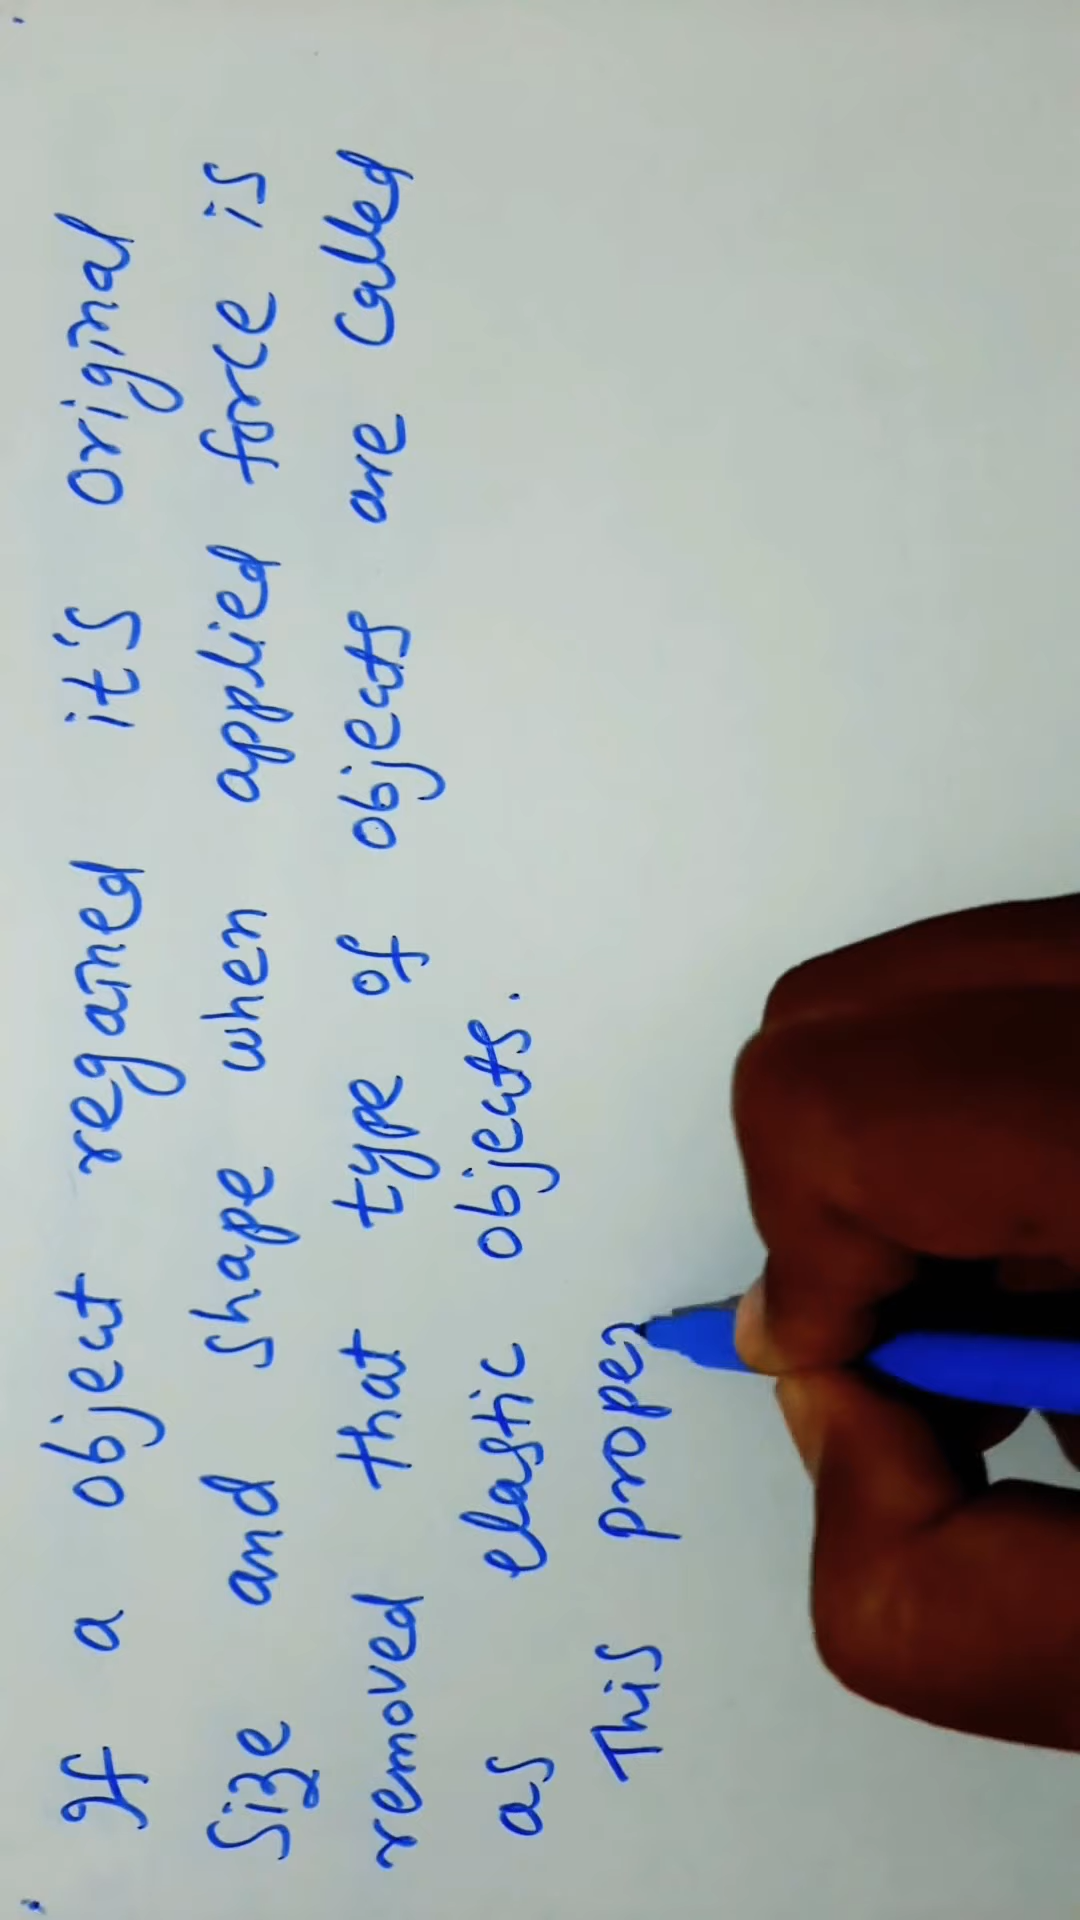 If a object regained it's original
Size and shape when applied force is
removed that type of objects are called
as elastic objects.
This proper